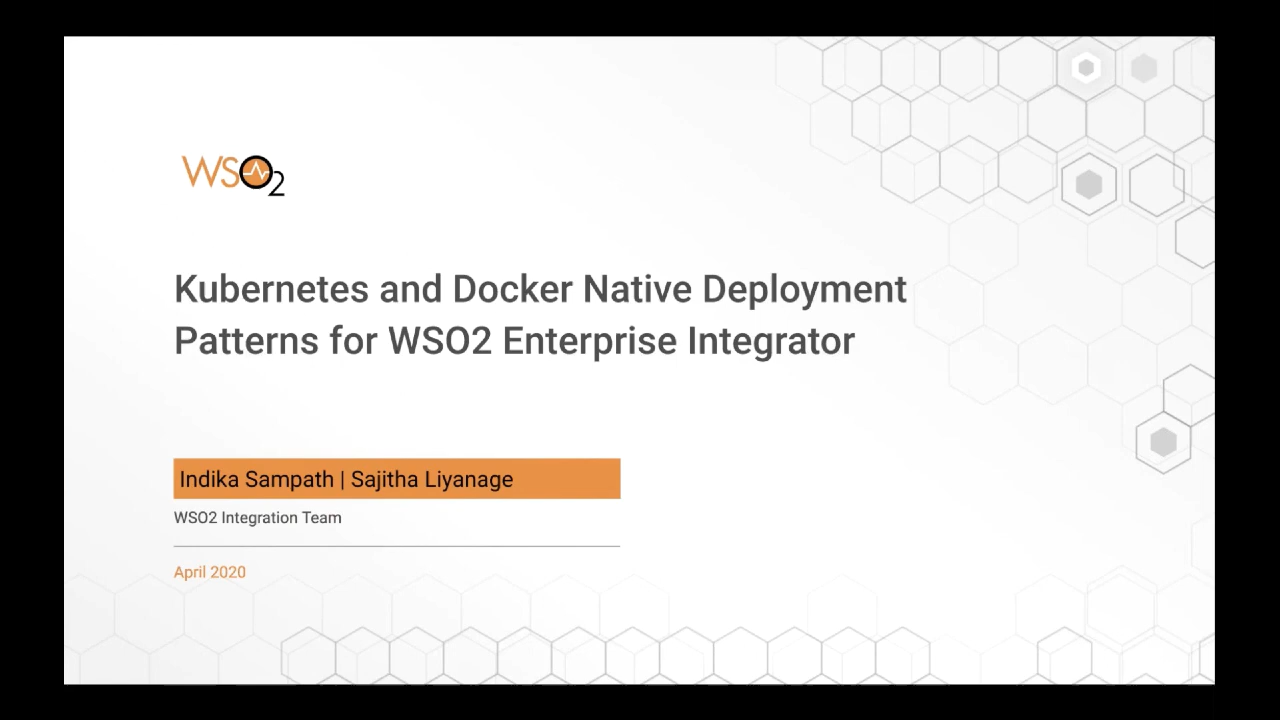 WSO2
Kubernetes and Docker Native Deployment
Patterns for WSO2 Enterprise Integrator
Indika Sampath | Sajitha Liyanage
WSO2 Integration Team
April 2020